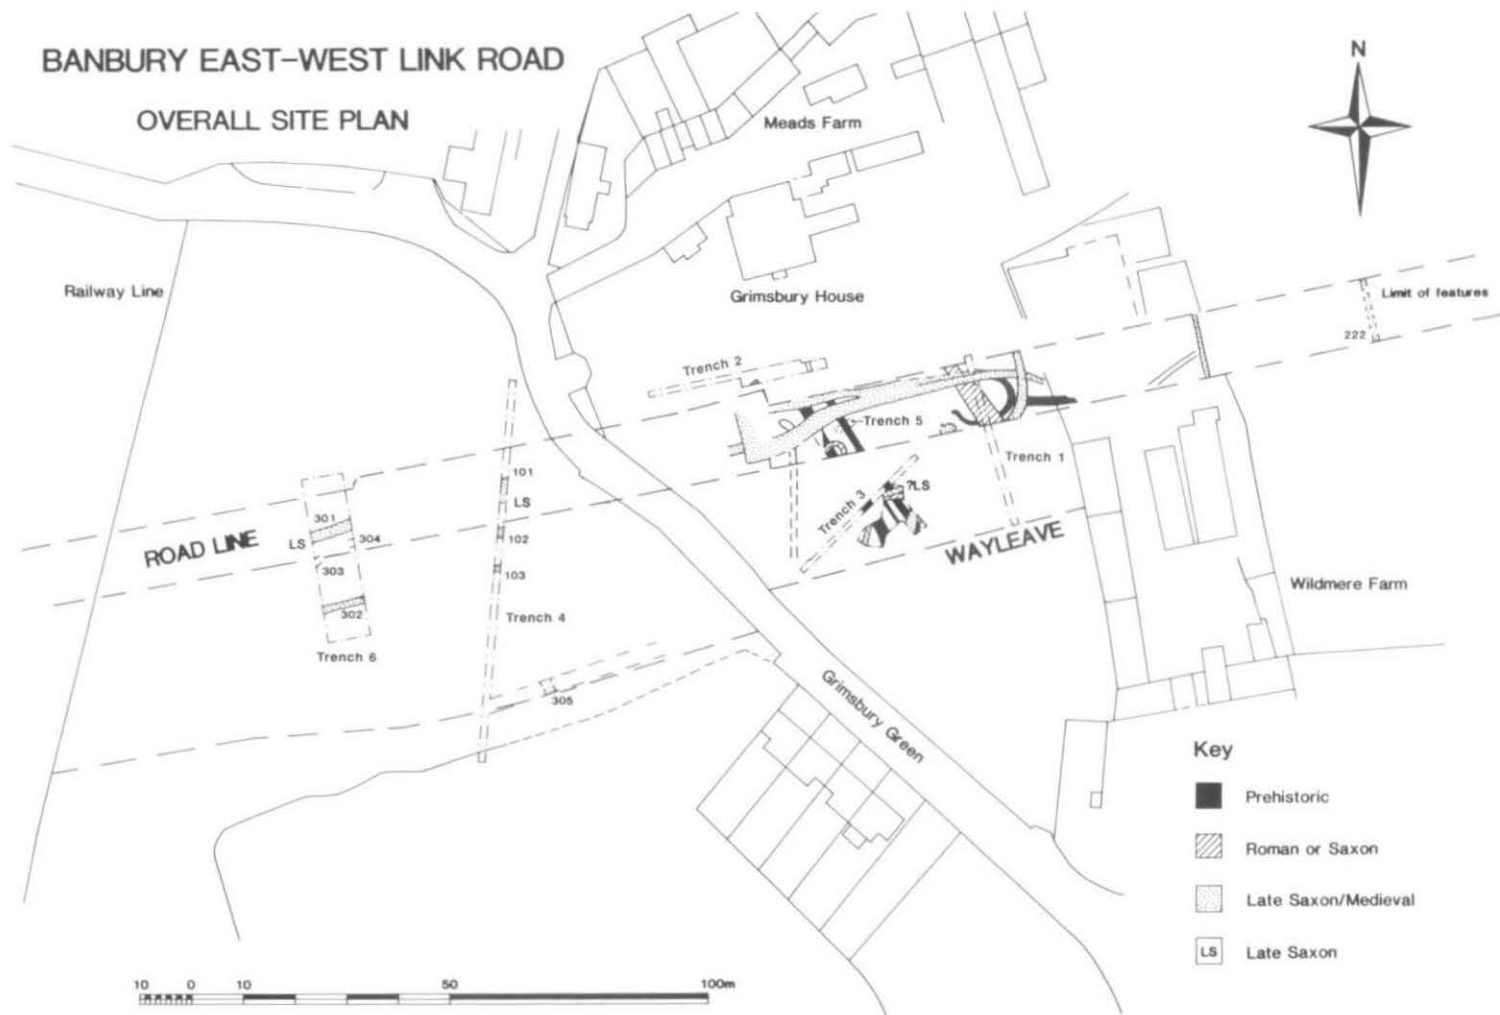 BANBURY EAST-WEST LINK ROAD
OVERALL SITE PLAN
N
Meads Farm
Railway Line
Grimsbury House
Limit of features
222
Trench 2
Trench 5
Trench 1
101
LS
?LS
Trench 3
301
ROAD LINE
LS
304
102
WAYLEAVE
303
103
Wildmere Farm
302
Trench 4
Trench 6
305
Grimsbury Green
Key
Prehistoric
Roman or Saxon
Late Saxon/Medieval
LS Late Saxon
10 0 10 50 100m